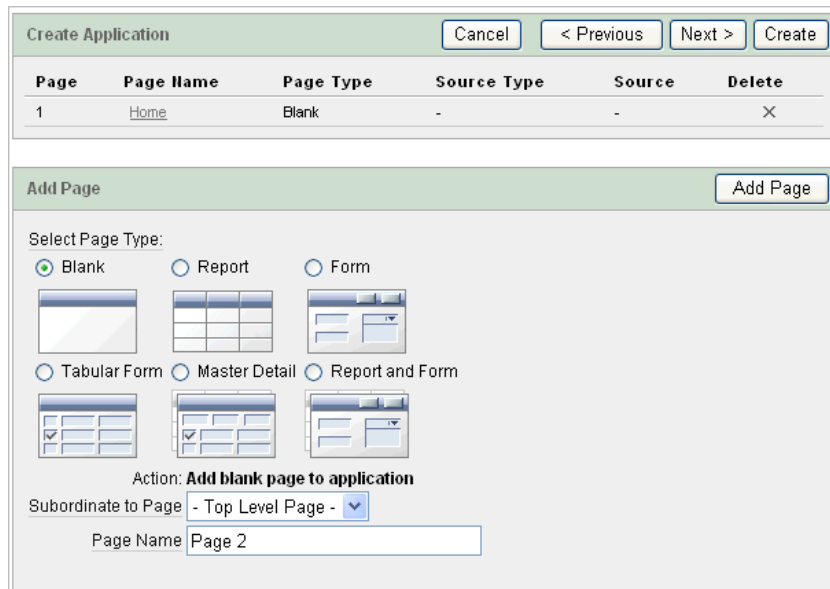 Create Application Cancel < Previous Next > Create
Page Page Name Page Type Source Type Source Delete
1 Home Blank - - X
Add Page Add Page
Select Page Type:
Blank Report Form
Tabular Form Master Detail Report and Form
Action: Add blank page to application
Subordinate to Page - Top Level Page -
Page Name Page 2